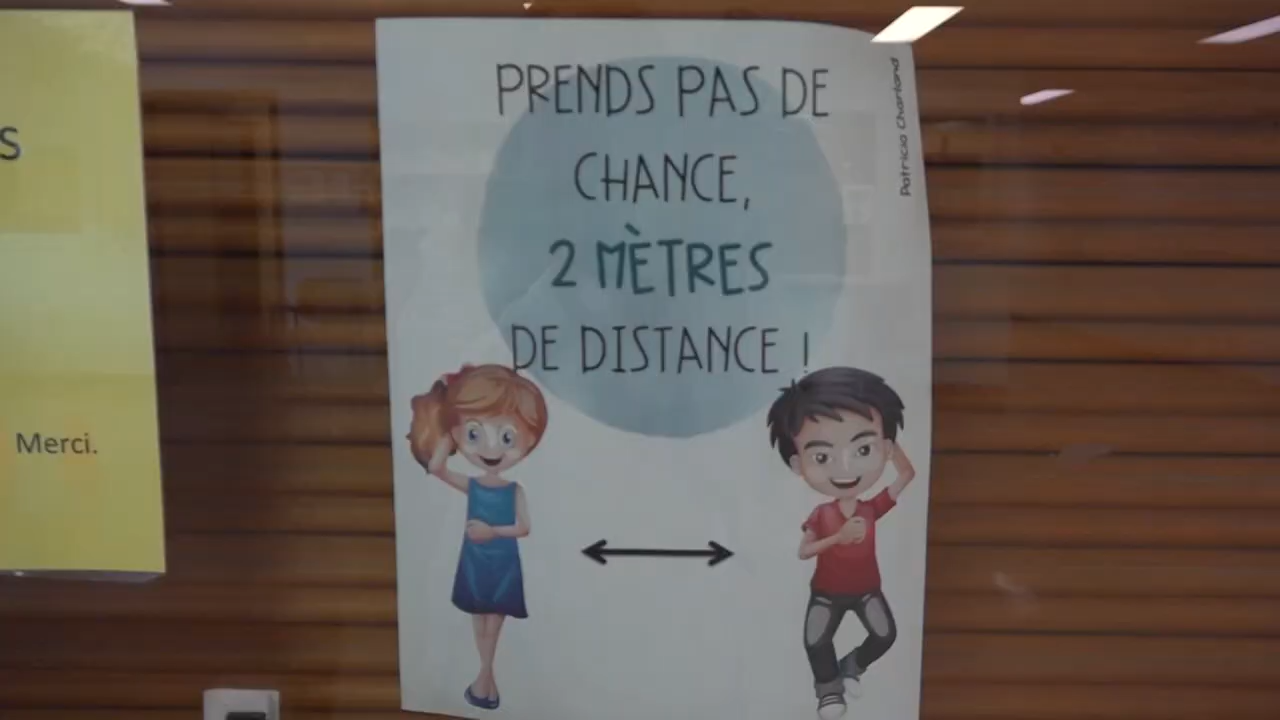 PRENDS PAS DE
CHANCE,
2 MÈTRES
DE DISTANCE !
Patricia Charland
S
Merci.